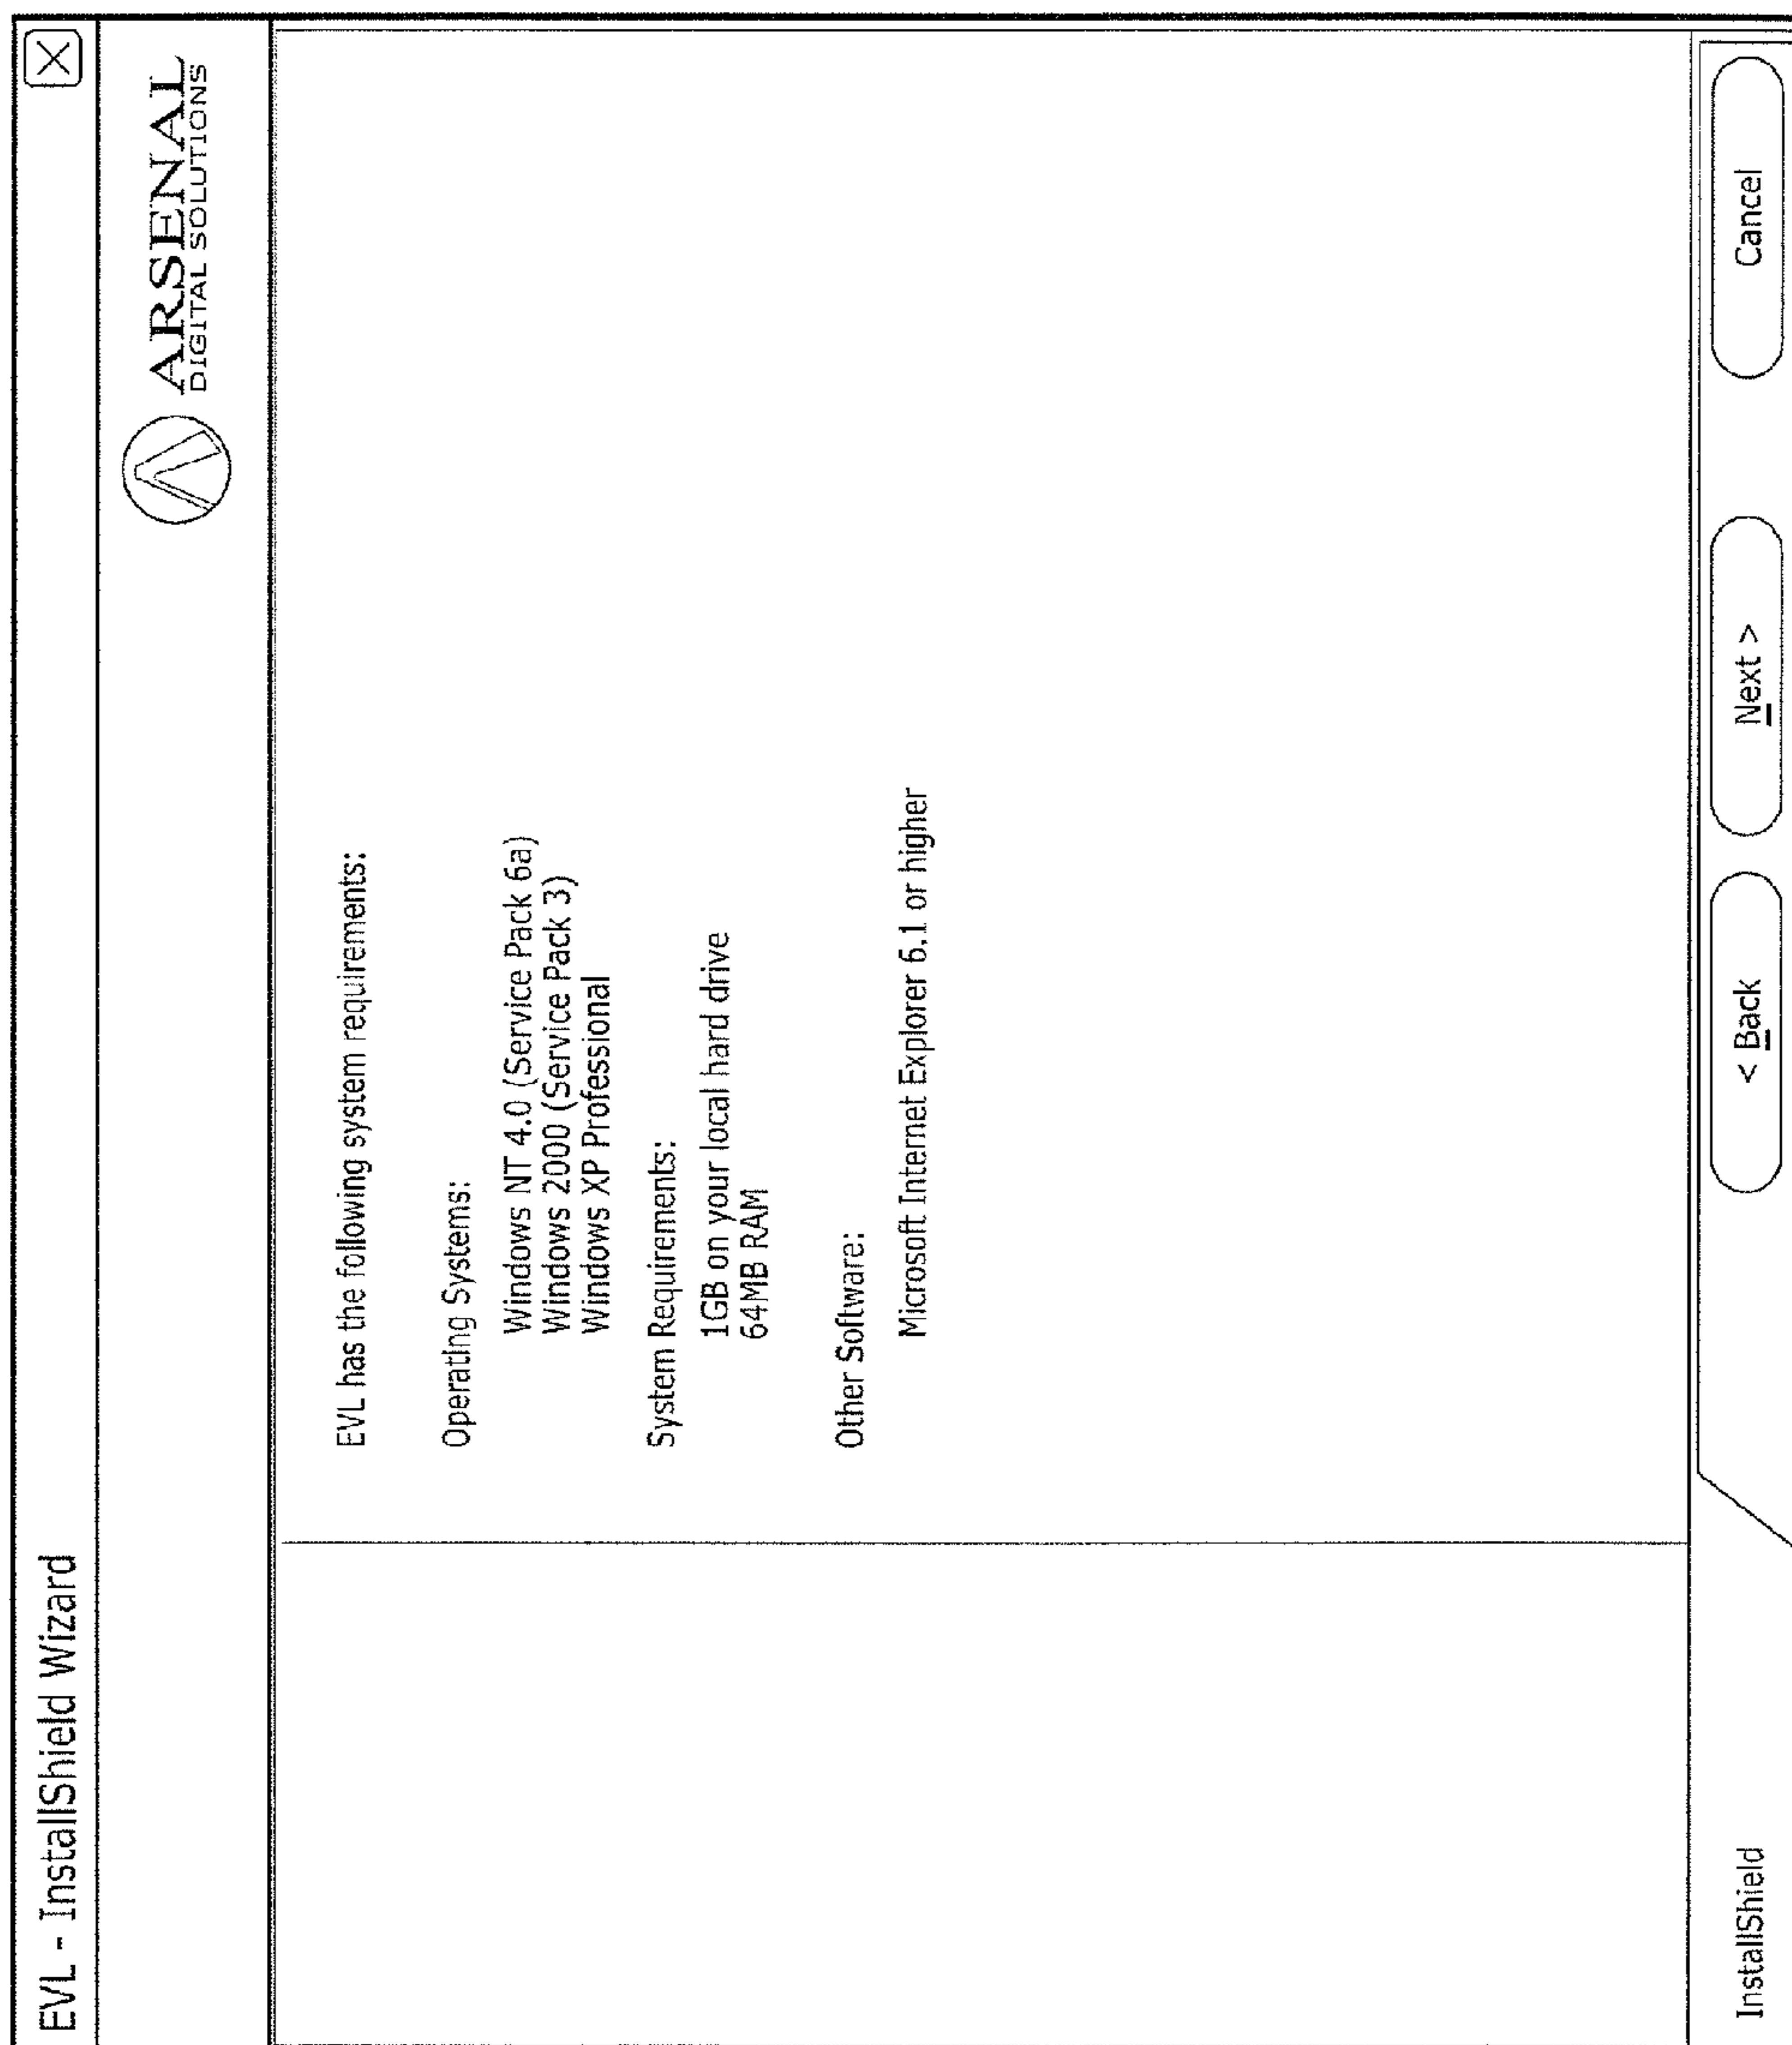 EVL - InstallShield Wizard
ARSENAL
DIGITAL SOLUTIONS
EVL has the following system requirements:
Operating Systems:
Windows NT 4.0 (Service Pack 6a)
Windows 2000 (Service Pack 3)
Windows XP Professional
System Requirements:
1GB on your local hard drive
64MB RAM
Other Software:
Microsoft Internet Explorer 6.1 or higher
InstallShield
< Back
Next >
Cancel